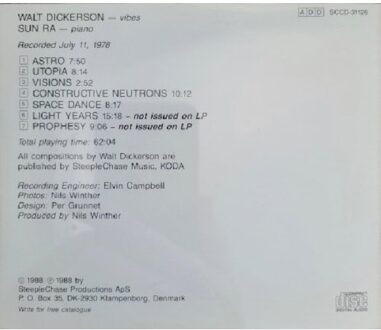 WALT DICKERSON – vibes
SUN RA – piano
A D D SCCD-31126
Recorded July 11, 1978
1 ASTRO 7:50
2 UTOPIA 8:14
3 VISIONS 2:52
4 CONSTRUCTIVE NEUTRONS 10:12
5 SPACE DANCE 8:17
6 LIGHT YEARS 15:18 – not issued on LP
7 PROPHESY 9:06 – not issued on LP
Total playing time: 62:04
All compositions by Walt Dickerson are
published by SteepleChase Music, KODA
Recording Engineer: Elvin Campbell
Photos: Nils Winther
Design: Per Grunnet
Produced by Nils Winther
© 1988 ℗ 1988 by
SteepleChase Productions ApS
P. O. Box 35, DK-2930 Klampenborg, Denmark
Write for free catalogue
COMPACT
disc
DIGITAL AUDIO